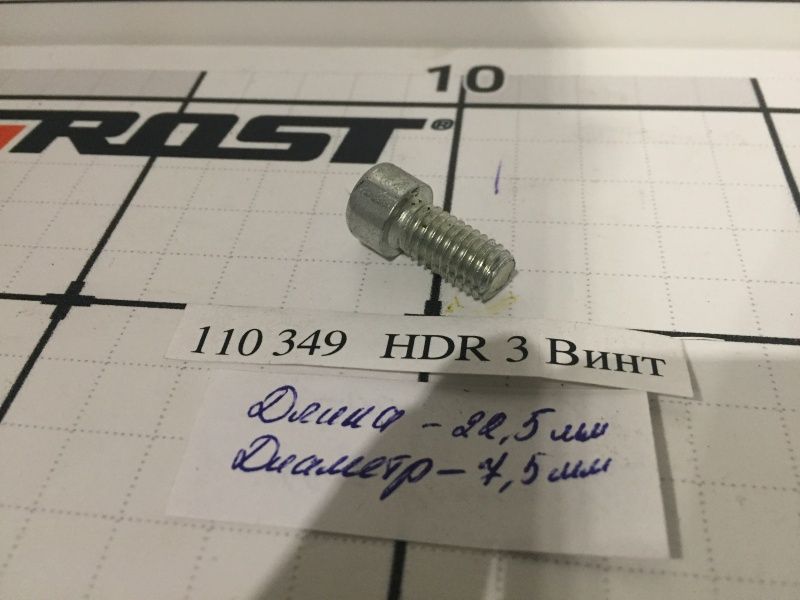 10
ROST®
110 349 HDR 3 Винт
Длина – 22,5 мм
Диаметр – 7,5 мм